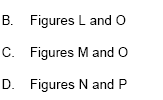 B. Figures L and O
C. Figures M and O
D. Figures N and P